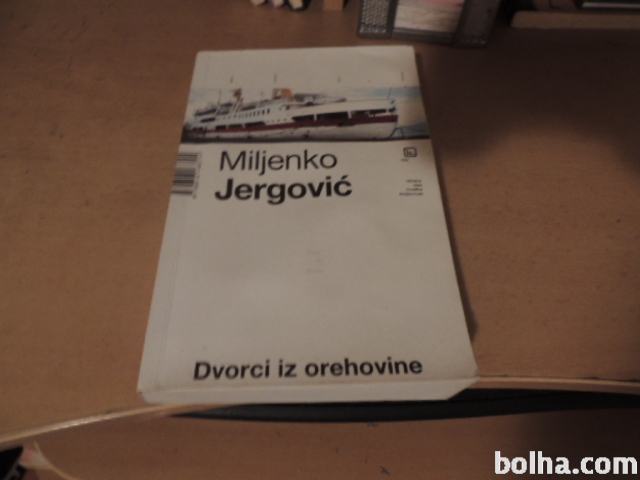 Miljenko
Jergović
Dvorci iz orehovine
bolha.com